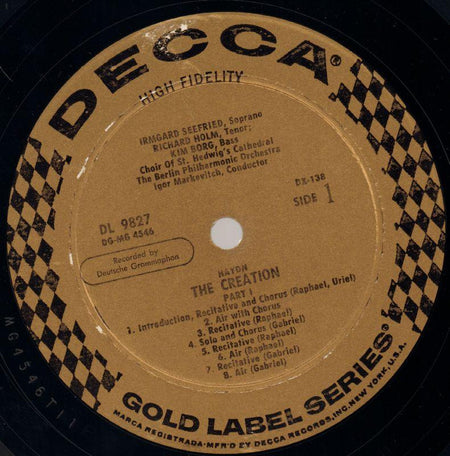 DECCA®
HIGH FIDELITY
IRMGARD SEEFRIED, Soprano
RICHARD HOLM, Tenor;
KIM BORG, Bass
Choir Of St. Hedwig's Cathedral
The Berlin Philharmonic Orchestra
Igor Markevitch, Conductor
DX-138
SIDE 1
DL 9827
DG-MG 4546
Recorded by
Deutsche Grammophon
HAYDN
THE CREATION
PART I
1. Introduction, Recitative and Chorus (Raphael, Uriel)
2. Air with Chorus
3. Recitative (Raphael)
4. Solo and Chorus (Gabriel)
5. Recitative (Raphael)
6. Air (Raphael)
7. Recitative (Gabriel)
8. Air (Gabriel)
GOLD LABEL SERIES®
MARCA REGISTRADA-MFR'D BY DECCA RECORDS, INC. NEW YORK, U.S.A.
MG4546T11